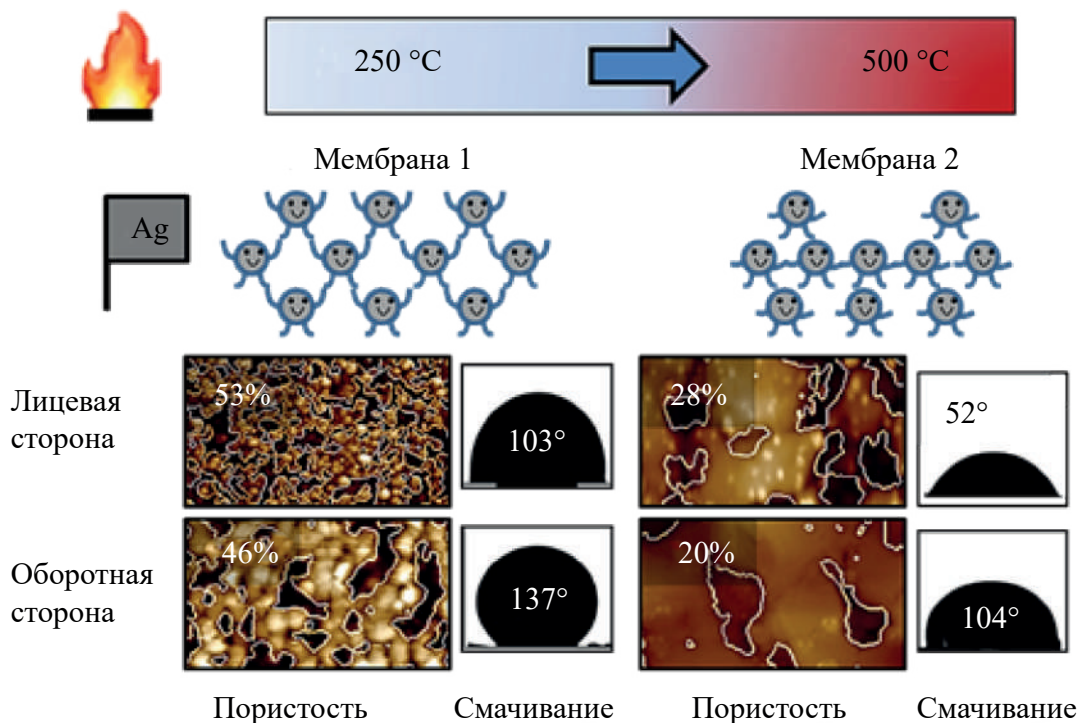 250 °C
500 °C
Мембрана 1
Мембрана 2
Ag
Лицевая
сторона
53%
103°
28%
52°
Оборотная
сторона
46%
137°
20%
104°
Пористость
Смачивание
Пористость
Смачивание